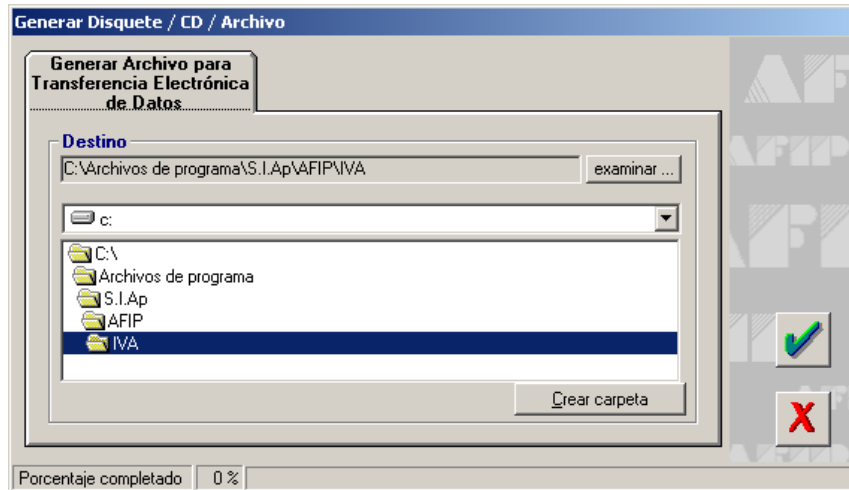 Generar Disquete / CD / Archivo
Generar Archivo para
Transferencia Electrónica
de Datos
Destino
C:\Archivos de programa\S.I.Ap\AFIP\IVA
examinar ...
c:
C:\
Archivos de programa
S.I.Ap
AFIP
IVA
Crear carpeta
Porcentaje completado
0 %
AFIP